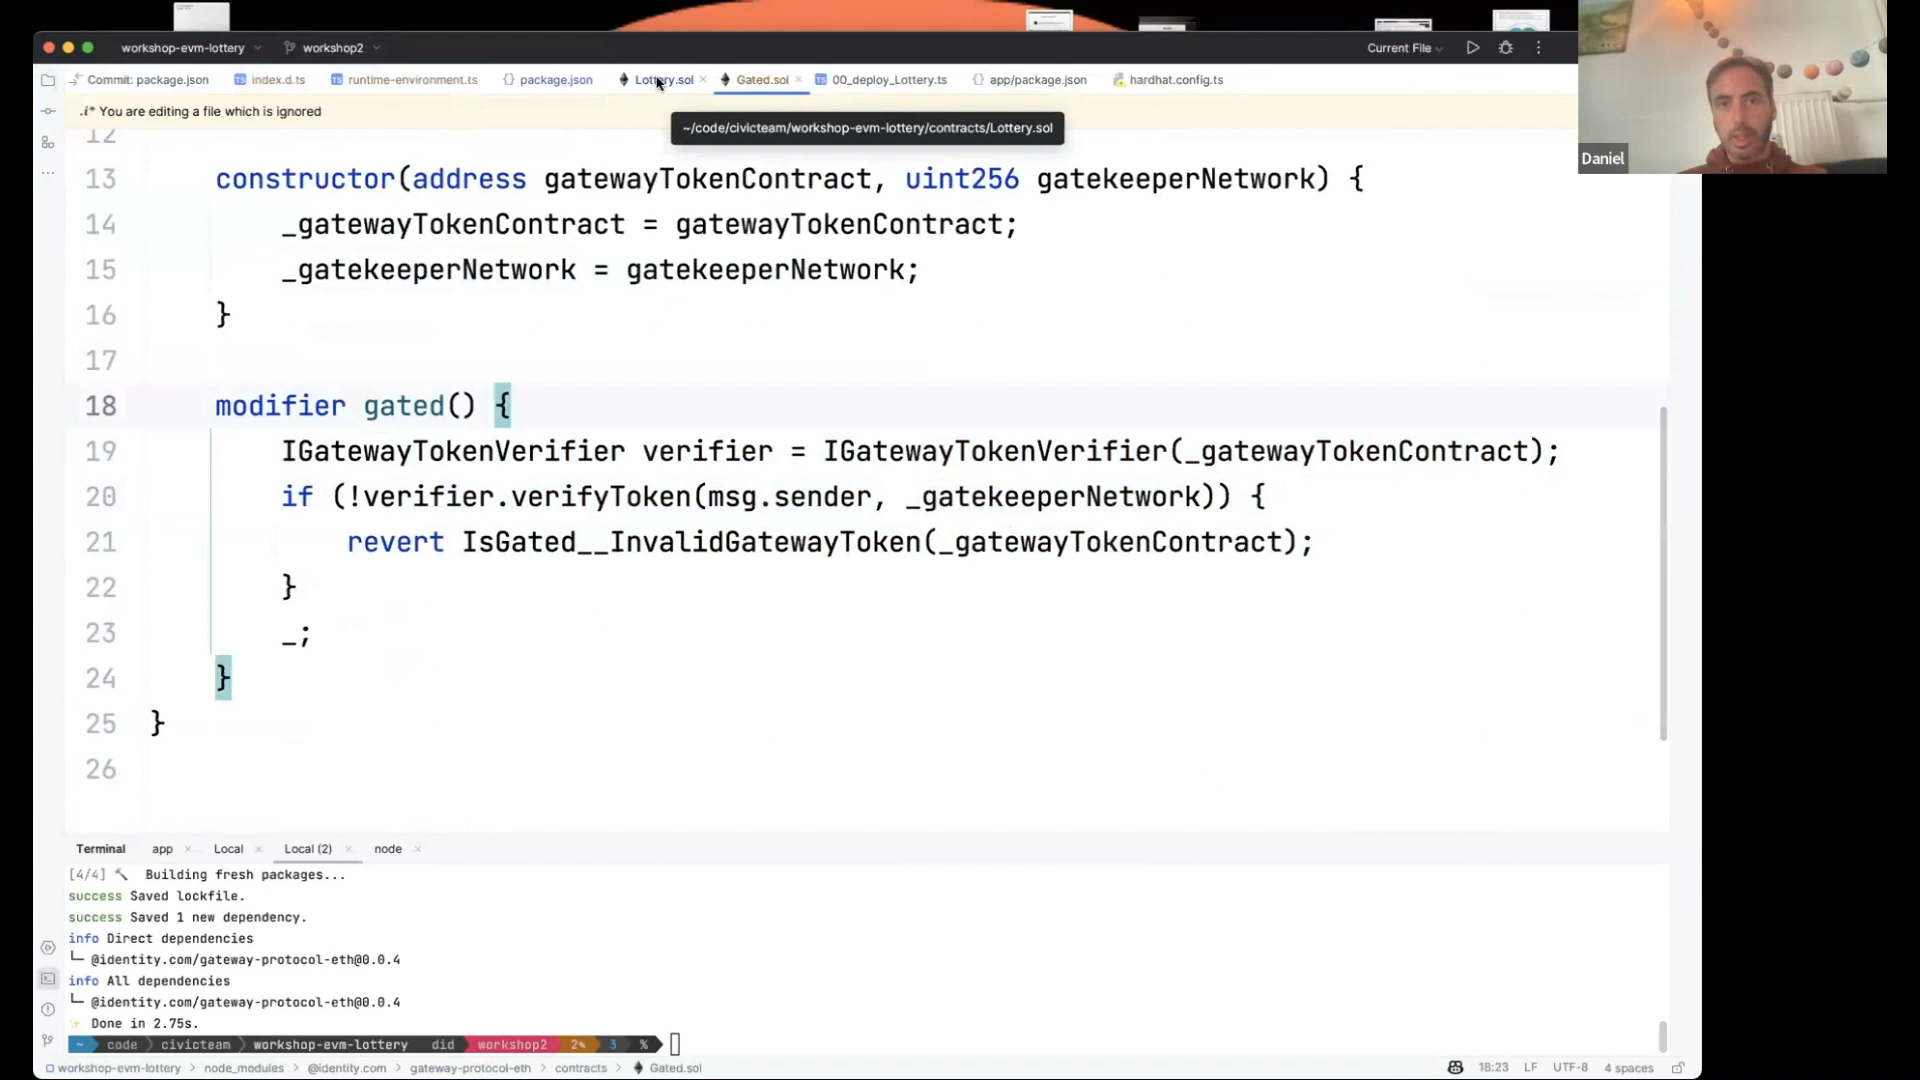 workshop-evm-lottery
workshop2
Current File
Commit: package.json
index.d.ts
runtime-environment.ts
package.json
Lottery.sol
Gated.sol
00_deploy_Lottery.ts
app/package.json
hardhat.config.ts
.i* You are editing a file which is ignored
~/code/civicteam/workshop-evm-lottery/contracts/Lottery.sol
Daniel
12
13 constructor(address gatewayTokenContract, uint256 gatekeeperNetwork) {
14 _gatewayTokenContract = gatewayTokenContract;
15 _gatekeeperNetwork = gatekeeperNetwork;
16 }
17
18 modifier gated() {
19 IGatewayTokenVerifier verifier = IGatewayTokenVerifier(_gatewayTokenContract);
20 if (!verifier.verifyToken(msg.sender, _gatekeeperNetwork)) {
21 revert IsGated__InvalidGatewayToken(_gatewayTokenContract);
22 }
23 _;
24 }
25 }
26
Terminal app Local Local (2) node
[4/4] Building fresh packages...
success Saved lockfile.
success Saved 1 new dependency.
info Direct dependencies
└─ @identity.com/gateway-protocol-eth@0.0.4
info All dependencies
└─ @identity.com/gateway-protocol-eth@0.0.4
Done in 2.75s.
~ code civicteam workshop-evm-lottery did workshop2 2✎ 3 %
workshop-evm-lottery > node_modules > @identity.com > gateway-protocol-eth > contracts > Gated.sol
18:23 LF UTF-8 4 spaces